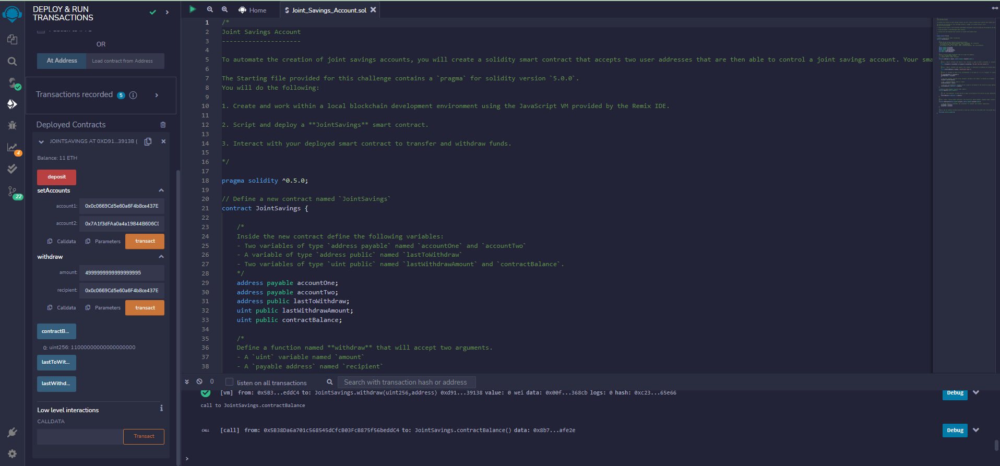 DEPLOY & RUN
TRANSACTIONS
OR
At Address
Load contract from Address
Transactions recorded 5
Deployed Contracts
JOINTSAVINGS AT 0XD91...39138 (
Balance: 11 ETH
deposit
setAccounts
account1: 0x0c0669Cd5e60a6F4b8ce437E
account2: 0x7A1f3dFAa0a4a19844B606CD
Calldata Parameters transact
withdraw
amount: 4999999999999999995
recipient: 0x0c0669Cd5e60a6F4b8ce437E
Calldata Parameters transact
contractB...
0: uint256: 11000000000000000000
lastToWit...
lastWithd...
Low level interactions
CALLDATA
Transact
4
22
Home
Joint_Savings_Account.sol
1 /*
2 Joint Savings Account
3 ---------------------
4
5 To automate the creation of joint savings accounts, you will create a solidity smart contract that accepts two user addresses that are then able to control a joint savings account. Your sma
6
7 The Starting file provided for this challenge contains a `pragma` for solidity version `5.0.0`.
8 You will do the following:
9
10 1. Create and work within a local blockchain development environment using the JavaScript VM provided by the Remix IDE.
11
12 2. Script and deploy a **JointSavings** smart contract.
13
14 3. Interact with your deployed smart contract to transfer and withdraw funds.
15
16 */
17
18 pragma solidity ^0.5.0;
19
20 // Define a new contract named `JointSavings`
21 contract JointSavings {
22
23 /*
24 Inside the new contract define the following variables:
25 - Two variables of type `address payable` named `accountOne` and `accountTwo`
26 - A variable of type `address public` named `lastToWithdraw`
27 - Two variables of type `uint public` named `lastWithdrawAmount` and `contractBalance`.
28 */
29 address payable accountOne;
30 address payable accountTwo;
31 address public lastToWithdraw;
32 uint public lastWithdrawAmount;
33 uint public contractBalance;
34
35 /*
36 Define a function named **withdraw** that will accept two arguments.
37 - A `uint` variable named `amount`
38 - A `payable address` named `recipient`
0 listen on all transactions Search with transaction hash or address
[vm] from: 0x5B3...eddC4 to: JointSavings.withdraw(uint256,address) 0xd91...39138 value: 0 wei data: 0x00f...368cb logs: 0 hash: 0xc23...65e66 Debug
call to JointSavings.contractBalance
CALL [call] from: 0x5B38Da6a701c568545dCfcB03FcB875f56beddC4 to: JointSavings.contractBalance() data: 0x8b7...afe2e Debug
>